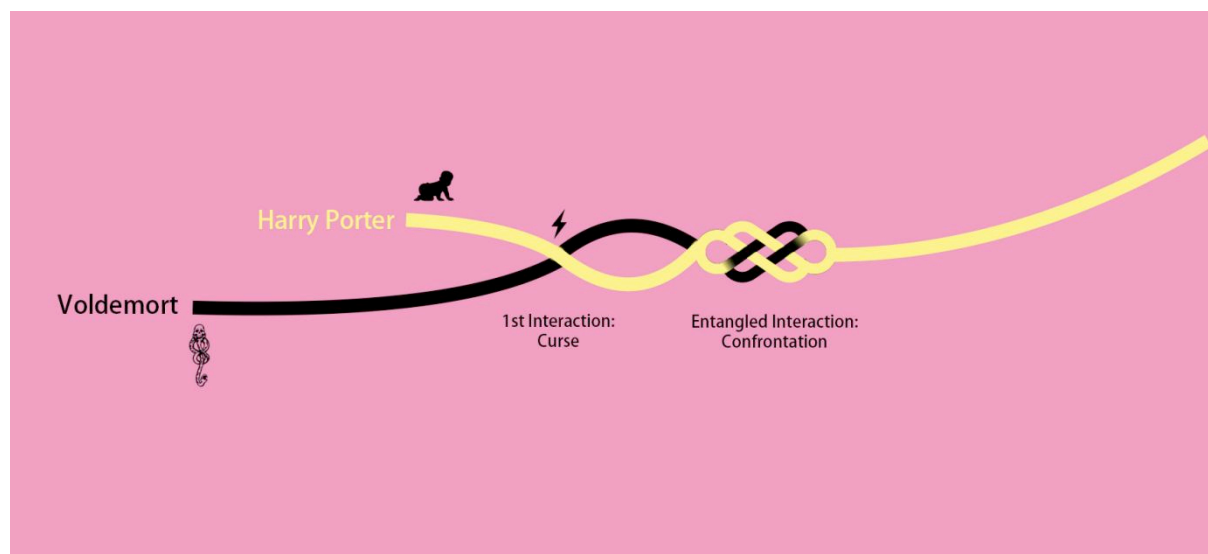 Harry Porter
Voldemort
1st Interaction:
Curse
Entangled Interaction:
Confrontation